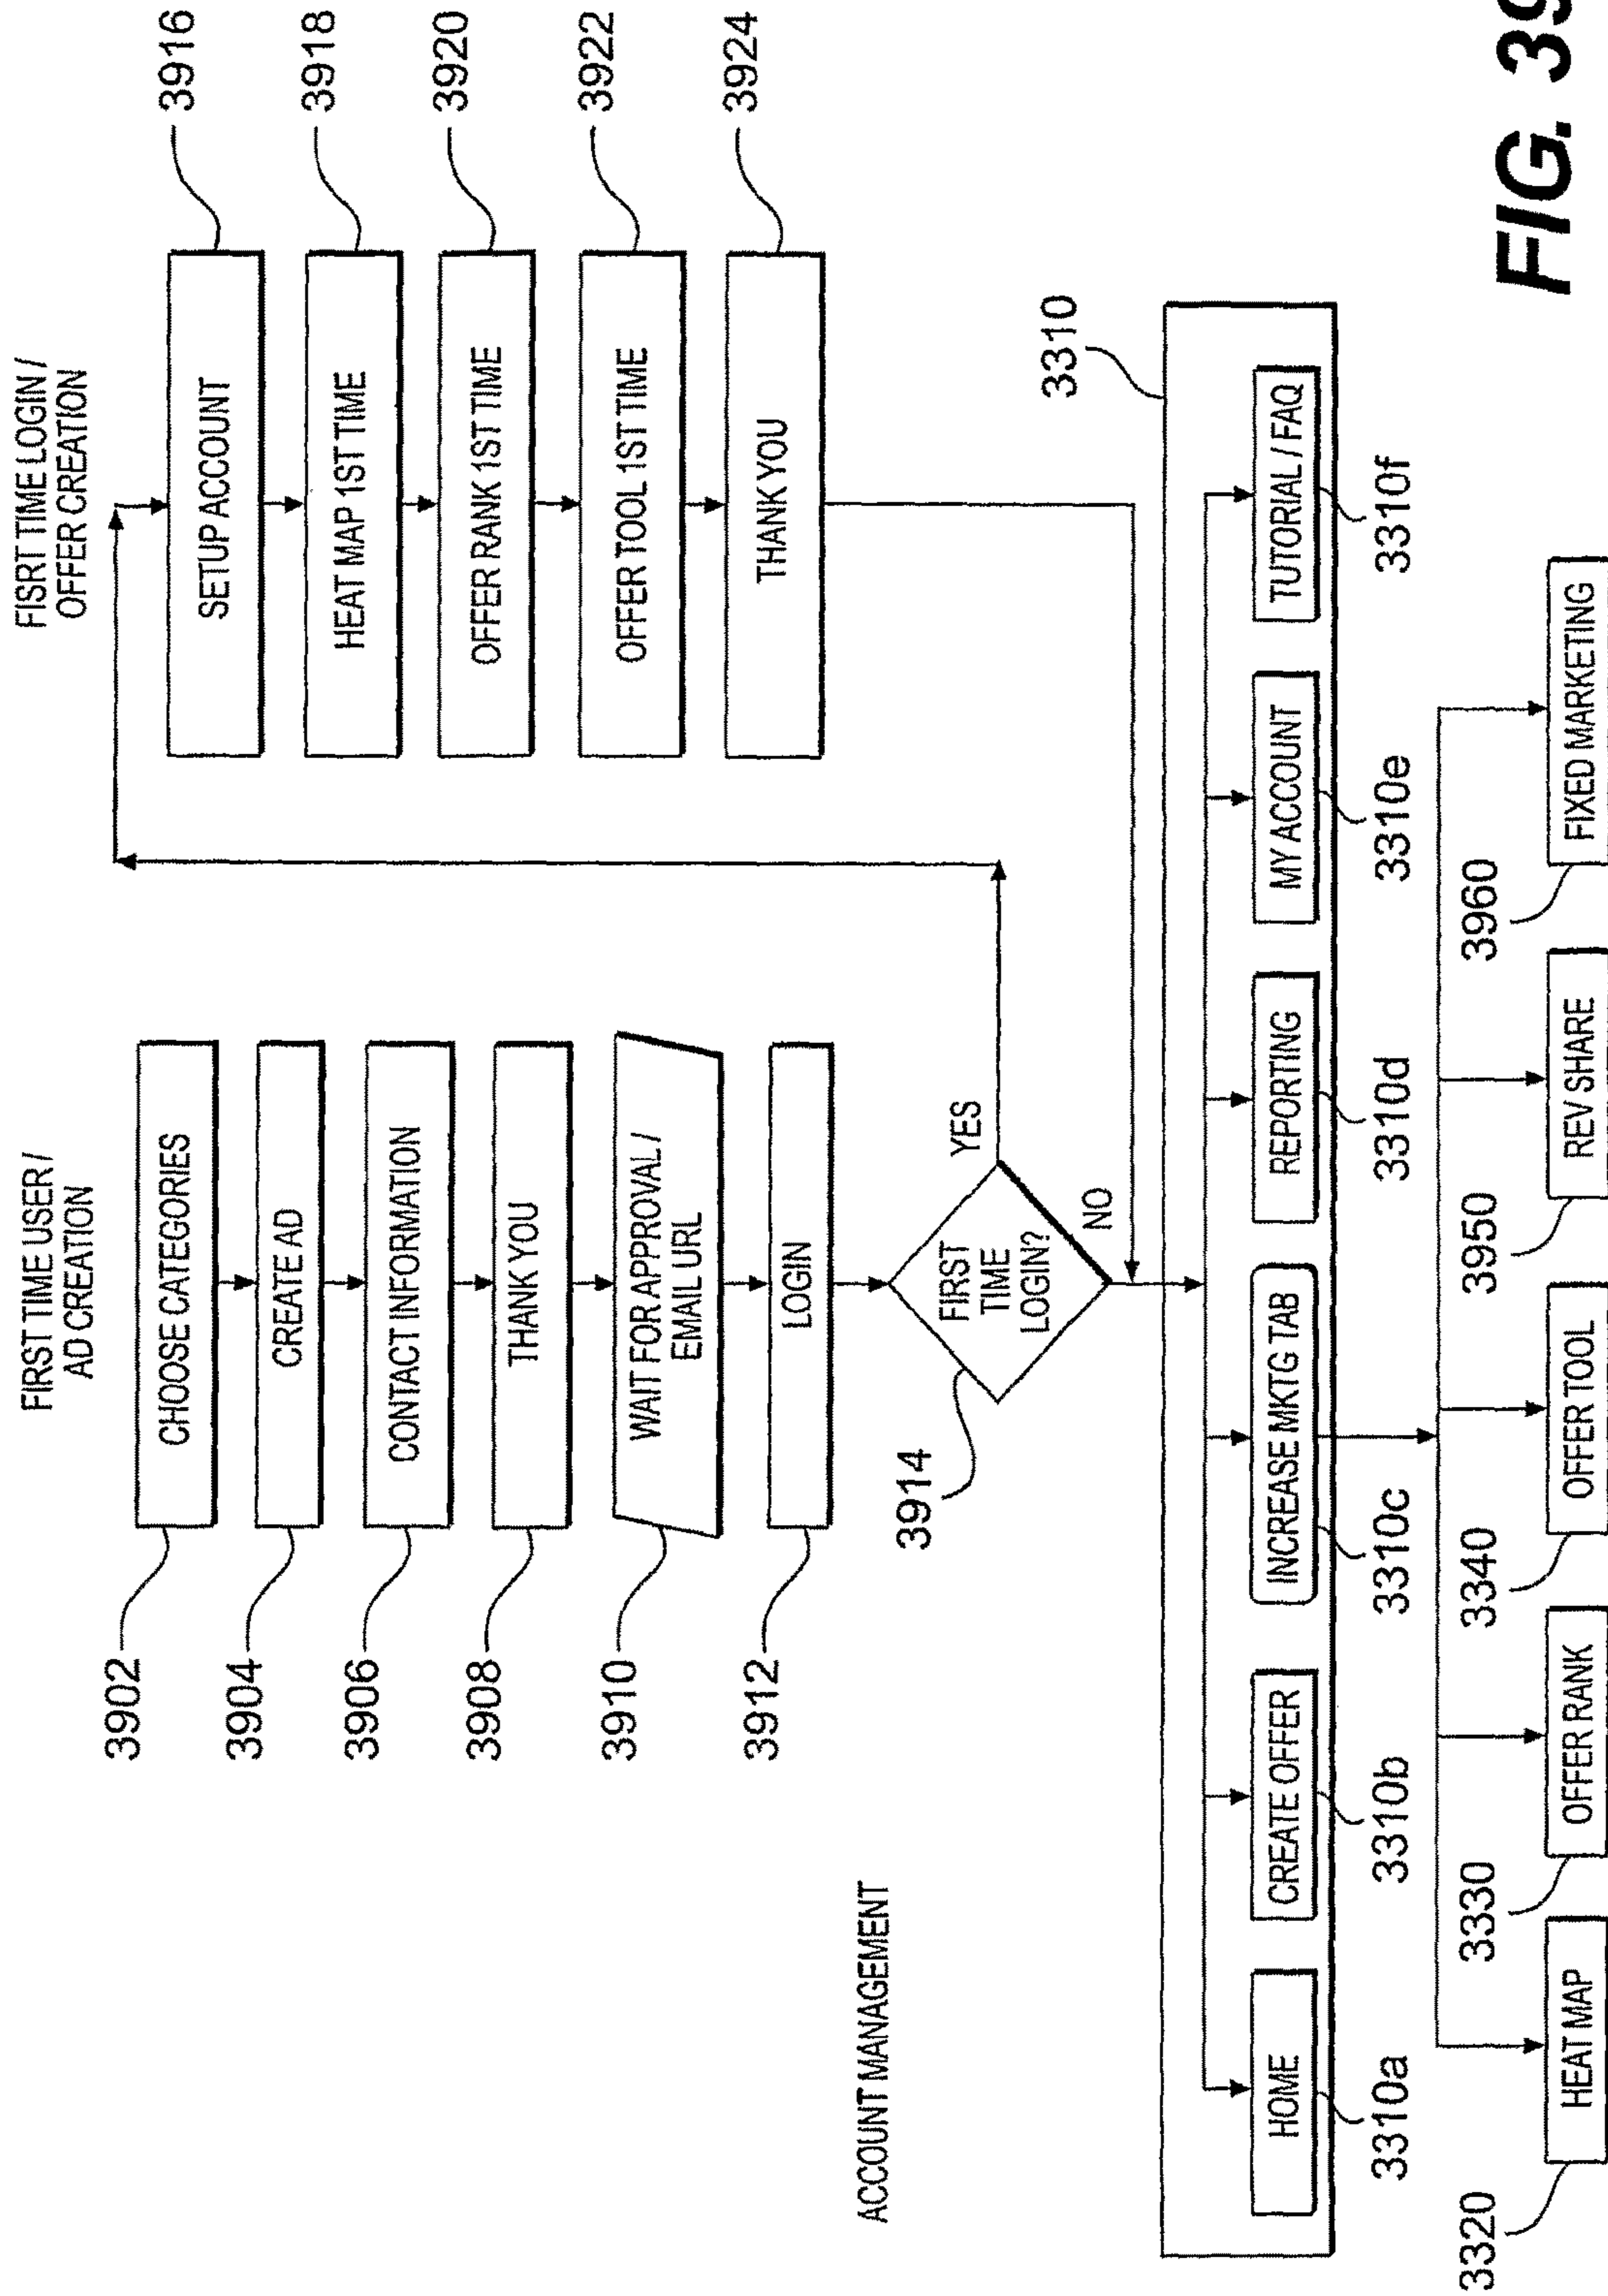 FIRST TIME USER /
AD CREATION
3902
CHOOSE CATEGORIES
3904
CREATE AD
3906
CONTACT INFORMATION
3908
THANK YOU
3910
WAIT FOR APPROVAL /
EMAIL URL
3912
LOGIN
3914
FIRST
TIME
LOGIN?
YES
NO
FISRT TIME LOGIN /
OFFER CREATION
SETUP ACCOUNT
3916
HEAT MAP 1ST TIME
3918
OFFER RANK 1ST TIME
3920
OFFER TOOL 1ST TIME
3922
THANK YOU
3924
ACCOUNT MANAGEMENT
3310
HOME
CREATE OFFER
INCREASE MKTG TAB
REPORTING
MY ACCOUNT
TUTORIAL / FAQ
3310a
3310b
3310c
3310d
3310e
3310f
3320
3330
3340
3950
3960
HEAT MAP
OFFER RANK
OFFER TOOL
REV SHARE
FIXED MARKETING
FIG. 39